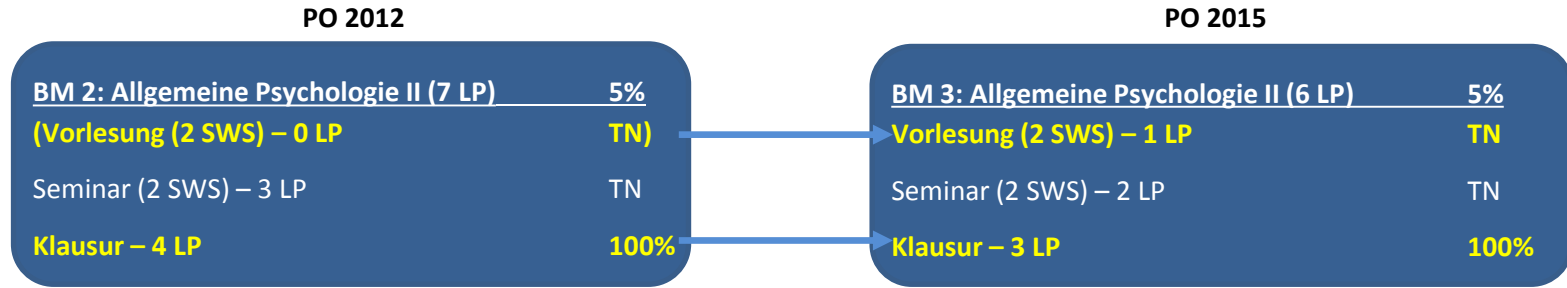 PO 2012
BM 2: Allgemeine Psychologie II (7 LP) 5%
(Vorlesung (2 SWS) – 0 LP TN)
Seminar (2 SWS) – 3 LP TN
Klausur – 4 LP 100%
PO 2015
BM 3: Allgemeine Psychologie II (6 LP) 5%
Vorlesung (2 SWS) – 1 LP TN
Seminar (2 SWS) – 2 LP TN
Klausur – 3 LP 100%